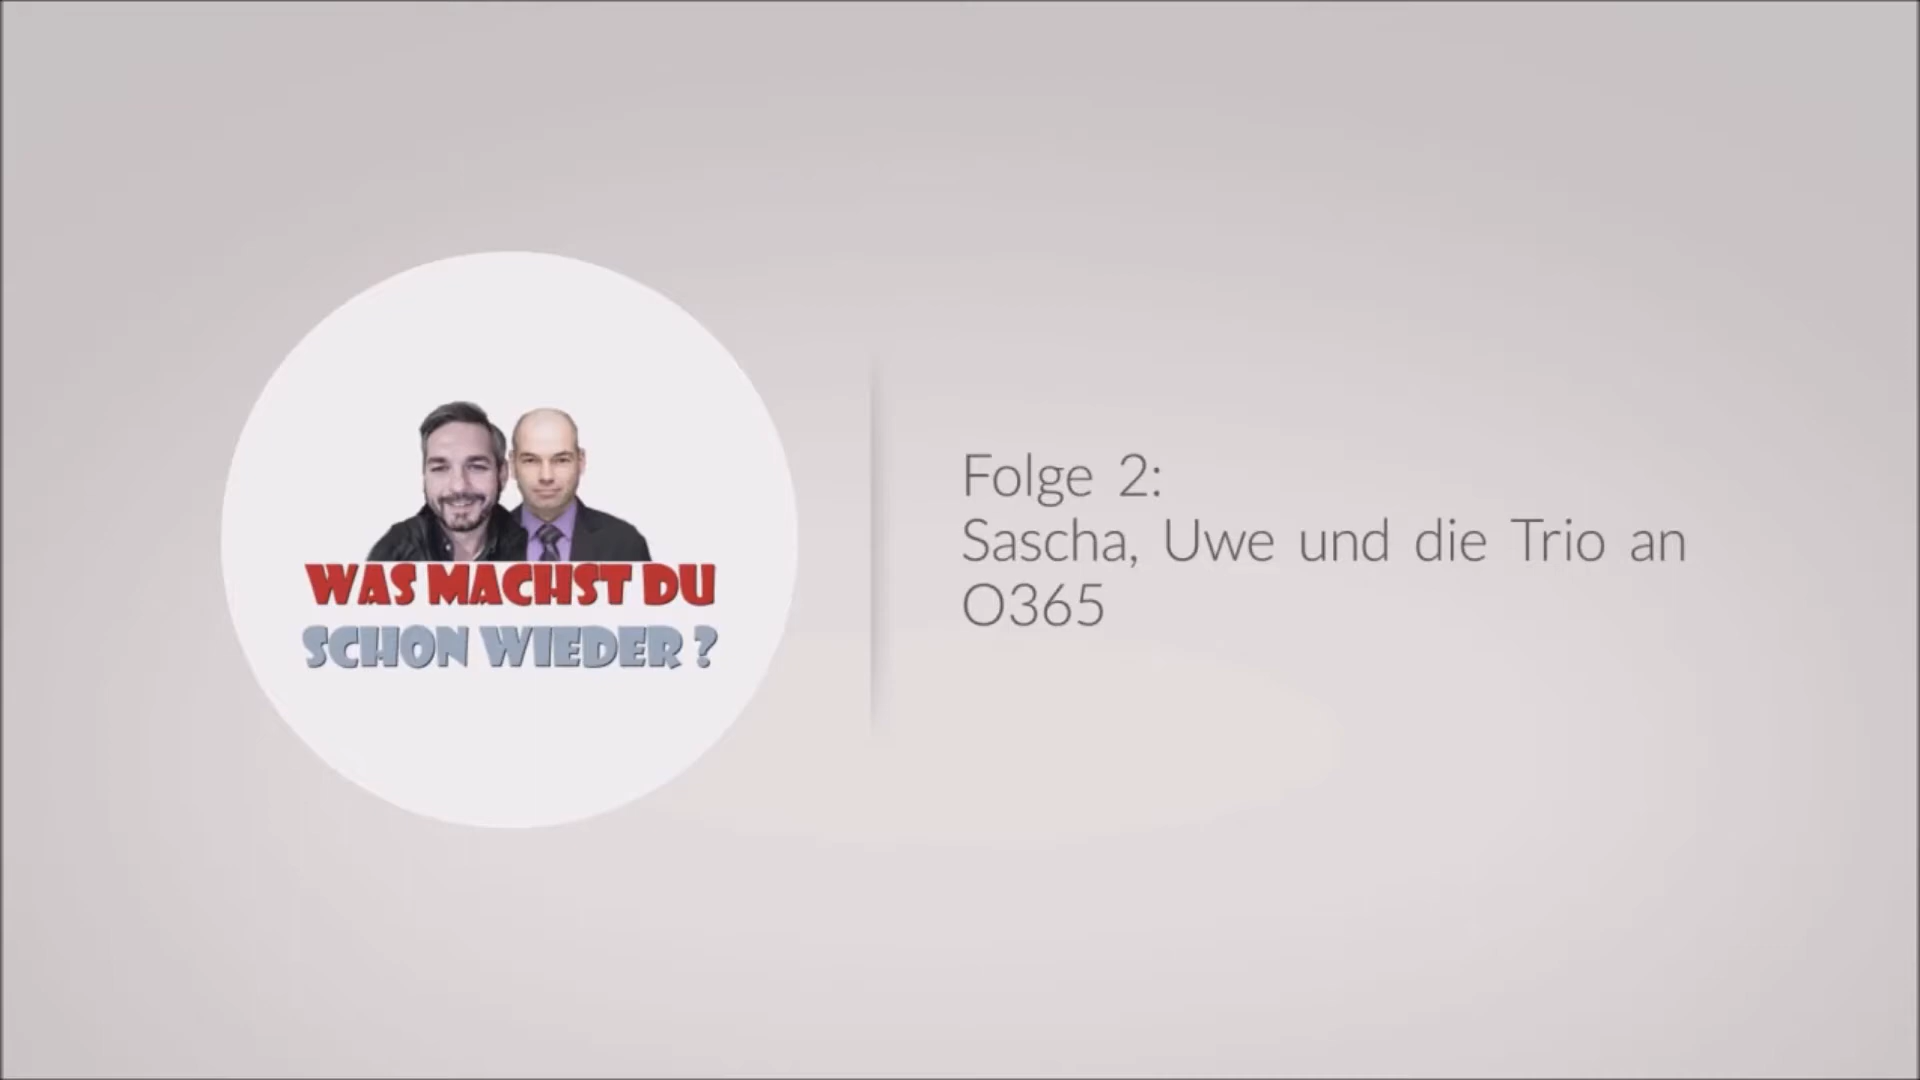 WAS MACHST DU
SCHON WIEDER ?
Folge 2:
Sascha, Uwe und die Trio an
O365